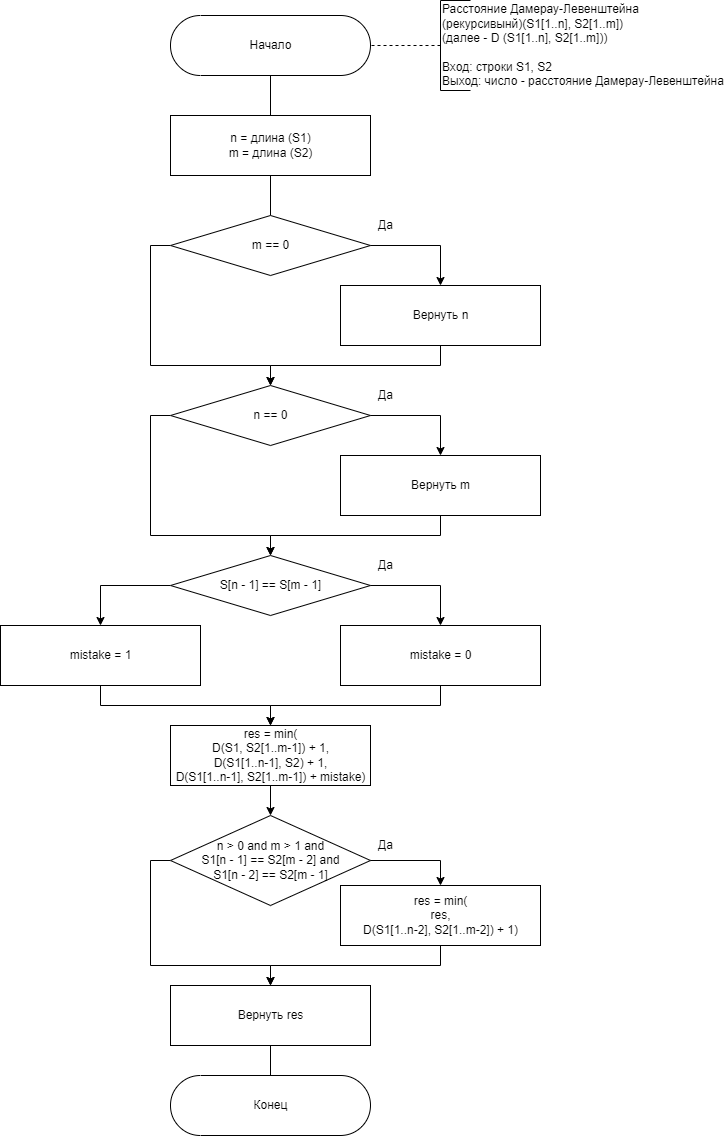 Расстояние Дамерау-Левенштейна
(рекурсивынй)(S1[1..n], S2[1..m])
(далее - D (S1[1..n], S2[1..m]))
Вход: строки S1, S2
Выход: число - расстояние Дамерау-Левенштейна
Начало
n = длина (S1)
m = длина (S2)
m == 0
Да
Вернуть n
n == 0
Да
Вернуть m
S[n - 1] == S[m - 1]
Да
mistake = 1
mistake = 0
res = min(
D(S1, S2[1..m-1]) + 1,
D(S1[1..n-1], S2) + 1,
D(S1[1..n-1], S2[1..m-1]) + mistake)
n > 0 and m > 1 and
S1[n - 1] == S2[m - 2] and
S1[n - 2] == S2[m - 1]
Да
res = min(
res,
D(S1[1..n-2], S2[1..m-2]) + 1)
Вернуть res
Конец